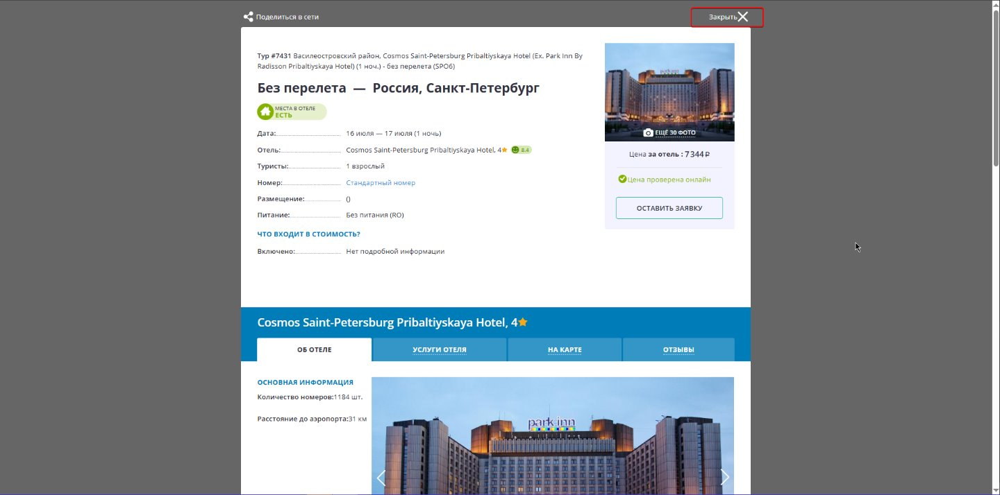 Поделиться в сети
Закрыть
Тур #7431 Василеостровский район, Cosmos Saint-Petersburg Pribaltiyskaya Hotel (Ex. Park Inn By
Radisson Pribaltiyskaya Hotel) (1 ноч.) - без перелета (SPO6)
Без перелета — Россия, Санкт-Петербург
МЕСТА В ОТЕЛЕ
ЕСТЬ
Дата: 16 июля — 17 июля (1 ночь)
Отель: Cosmos Saint-Petersburg Pribaltiyskaya Hotel, 4 8.4
Туристы: 1 взрослый
Номер: Стандартный номер
Размещение: ()
Питание: Без питания (RO)
ЧТО ВХОДИТ В СТОИМОСТЬ?
Включено: Нет подробной информации
park inn
ЕЩЁ 30 ФОТО
Цена за отель : 7 344 ₽
Цена проверена онлайн
ОСТАВИТЬ ЗАЯВКУ
Cosmos Saint-Petersburg Pribaltiyskaya Hotel, 4
ОБ ОТЕЛЕ
УСЛУГИ ОТЕЛЯ
НА КАРТЕ
ОТЗЫВЫ
ОСНОВНАЯ ИНФОРМАЦИЯ
Количество номеров:1184 шт.
Расстояние до аэропорта:31 км
park inn